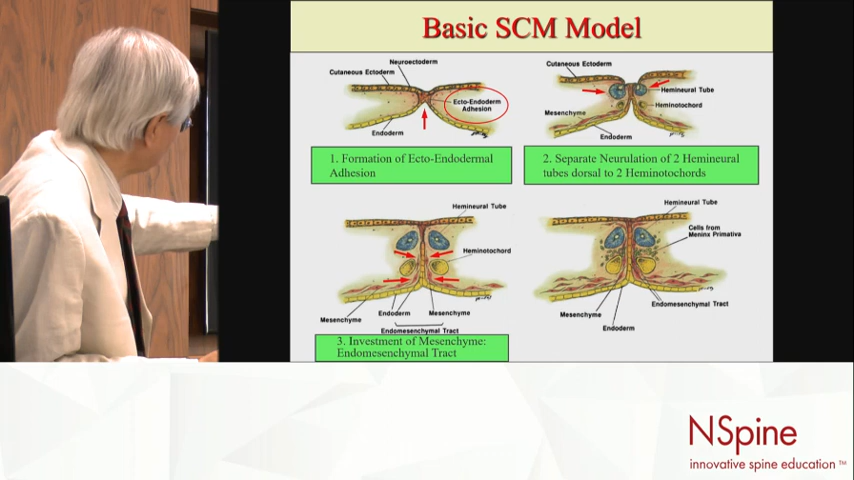 Basic SCM Model
Neuroectoderm
Cutaneous Ectoderm
Ecto-Endoderm
Adhesion
Endoderm
1. Formation of Ecto-Endodermal
Adhesion
Cutaneous Ectoderm
Hemineural Tube
Heminotochord
Mesenchyme
Endoderm
2. Separate Neurulation of 2 Hemineural
tubes dorsal to 2 Heminotochords
Hemineural Tube
Heminotochord
Endoderm
Mesenchyme
Mesenchyme
Endomesenchymal Tract
3. Investment of Mesenchyme:
Endomesenchymal Tract
Hemineural Tube
Cells from
Meninx Primativa
Endomesenchymal Tract
Mesenchyme
Endoderm
NSpine
innovative spine education ™